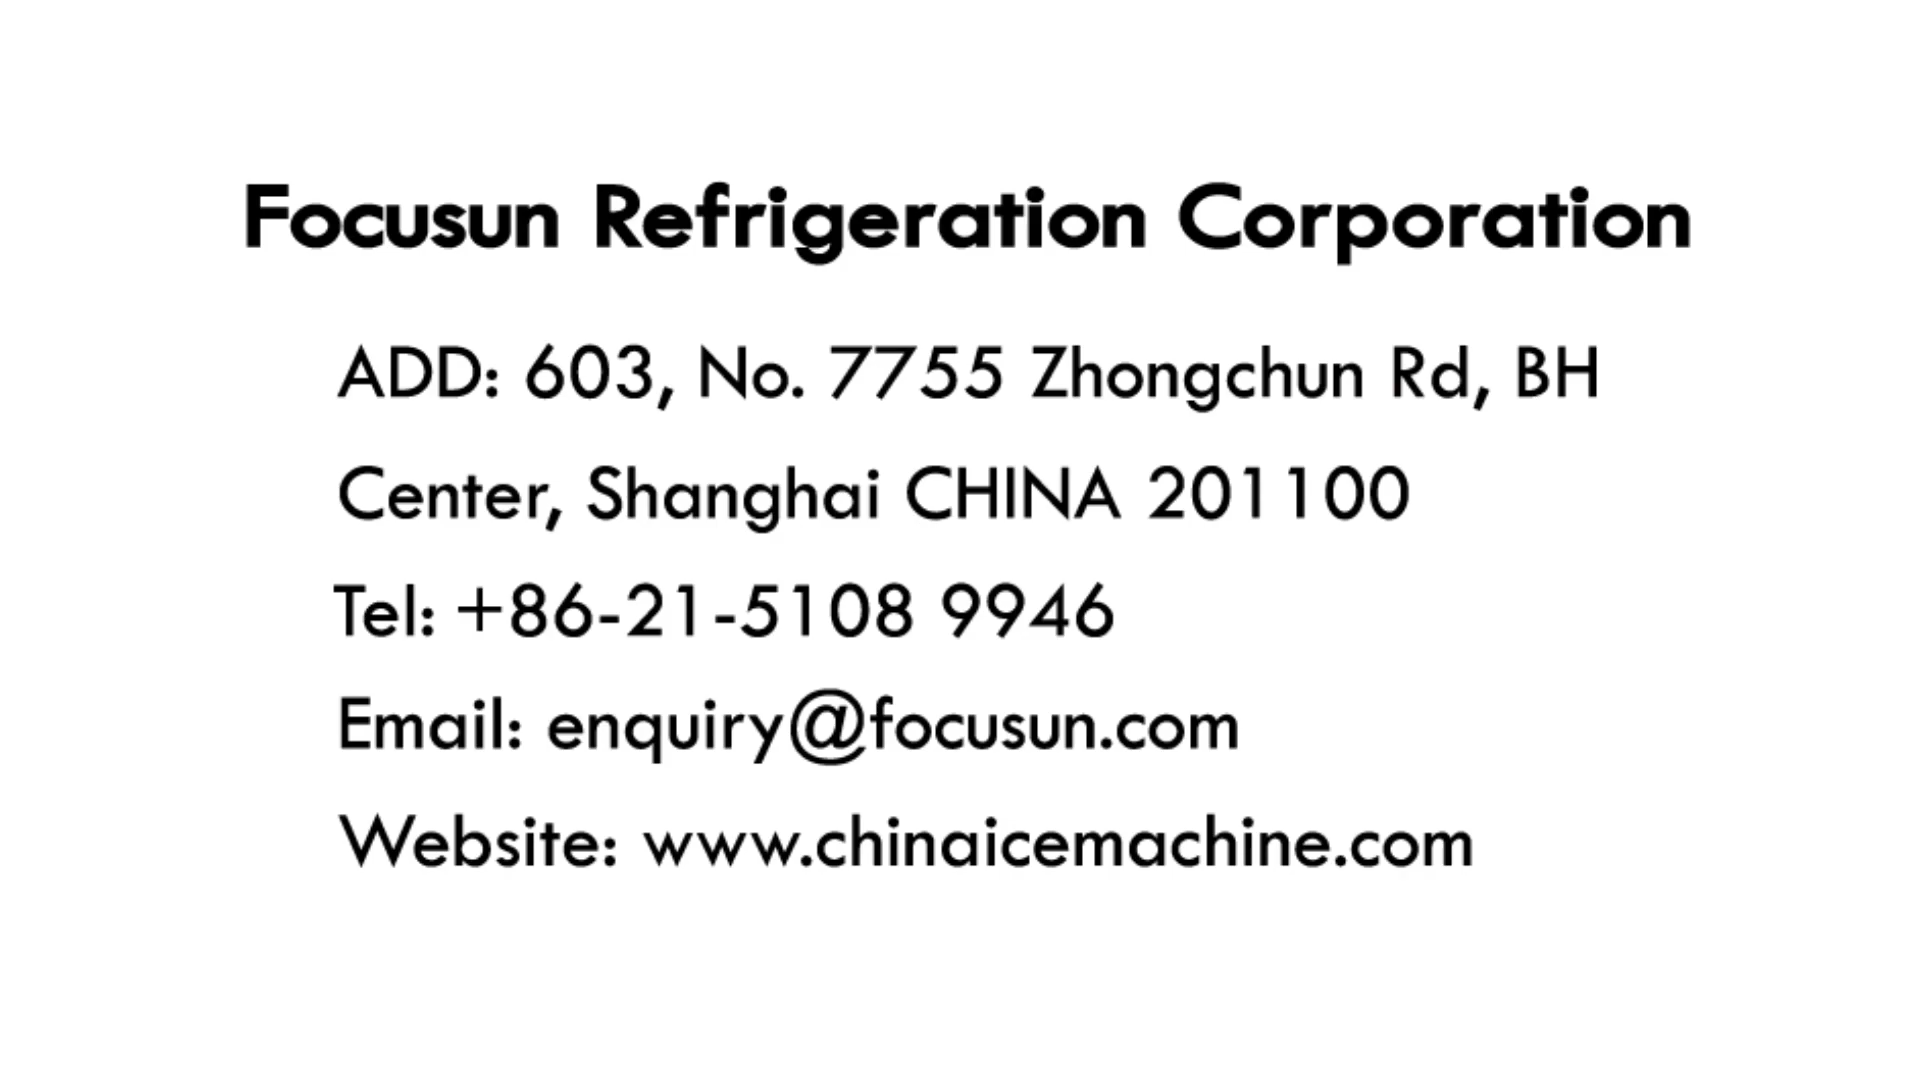 Focusun Refrigeration Corporation
ADD: 603, No. 7755 Zhongchun Rd, BH
Center, Shanghai CHINA 201100
Tel: +86-21-5108 9946
Email: enquiry@focusun.com
Website: www.chinaicemachine.com